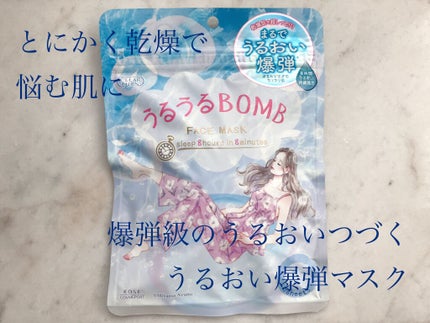 とにかく乾燥で
悩む肌に
まるで
うるおい
爆弾
うるうるBOMB
FACE MASK
sleep 8hours in 8minutes
爆弾級のうるおいつづく
うるおい爆弾マスク
KOSÉ
COSMEPORT